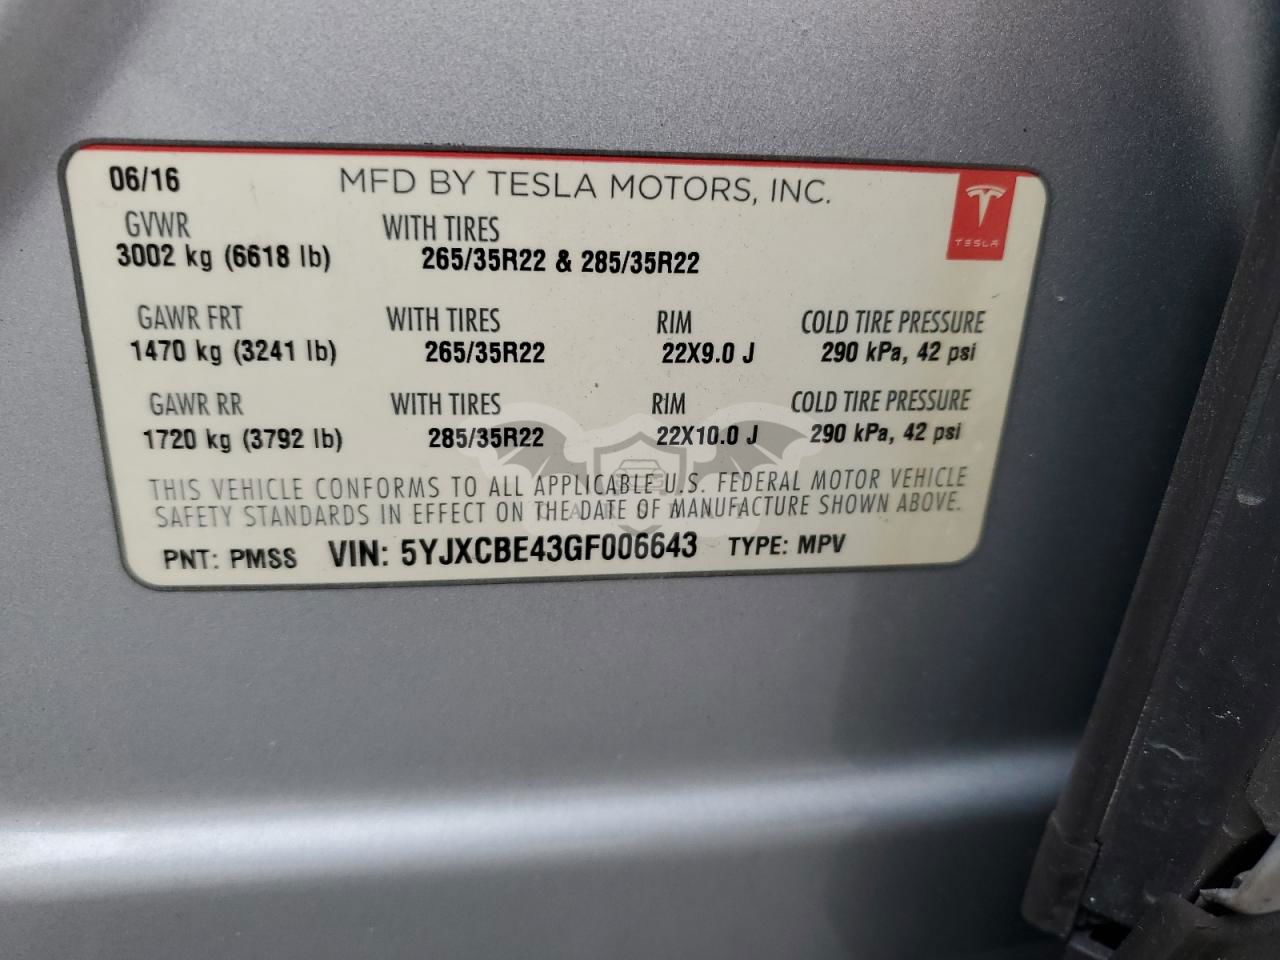 06/16 MFD BY TESLA MOTORS, INC.
GVWR WITH TIRES
3002 kg (6618 lb) 265/35R22 & 285/35R22
TESLA
GAWR FRT WITH TIRES RIM COLD TIRE PRESSURE
1470 kg (3241 lb) 265/35R22 22X9.0 J 290 kPa, 42 psi
GAWR RR WITH TIRES RIM COLD TIRE PRESSURE
1720 kg (3792 lb) 285/35R22 22X10.0 J 290 kPa, 42 psi
THIS VEHICLE CONFORMS TO ALL APPLICABLE U.S. FEDERAL MOTOR VEHICLE
SAFETY STANDARDS IN EFFECT ON THE DATE OF MANUFACTURE SHOWN ABOVE.
PNT: PMSS VIN: 5YJXCBE43GF006643 TYPE: MPV